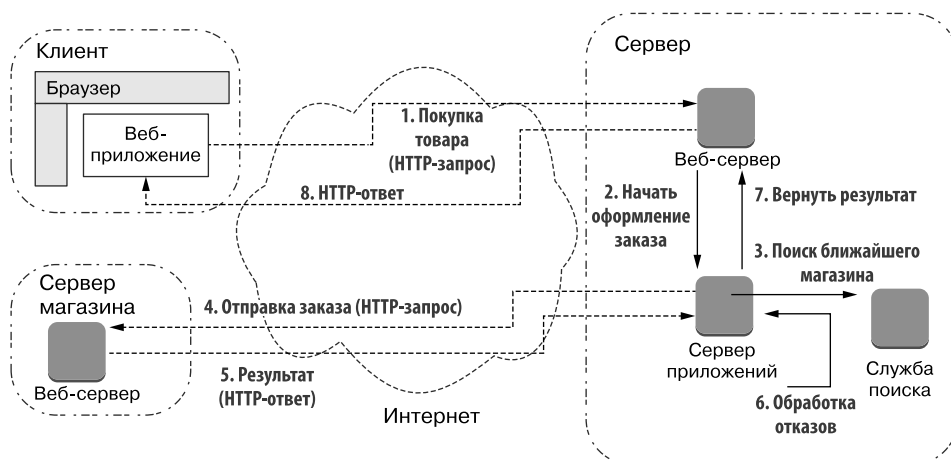 Клиент
Браузер
Веб-
приложение
1. Покупка
товара
(HTTP-запрос)
8. HTTP-ответ
Сервер
Веб-сервер
2. Начать
оформление
заказа
7. Вернуть результат
3. Поиск ближайшего
магазина
Сервер
магазина
Веб-сервер
4. Отправка заказа (HTTP-запрос)
5. Результат
(HTTP-ответ)
Интернет
Сервер
приложений
6. Обработка
отказов
Служба
поиска